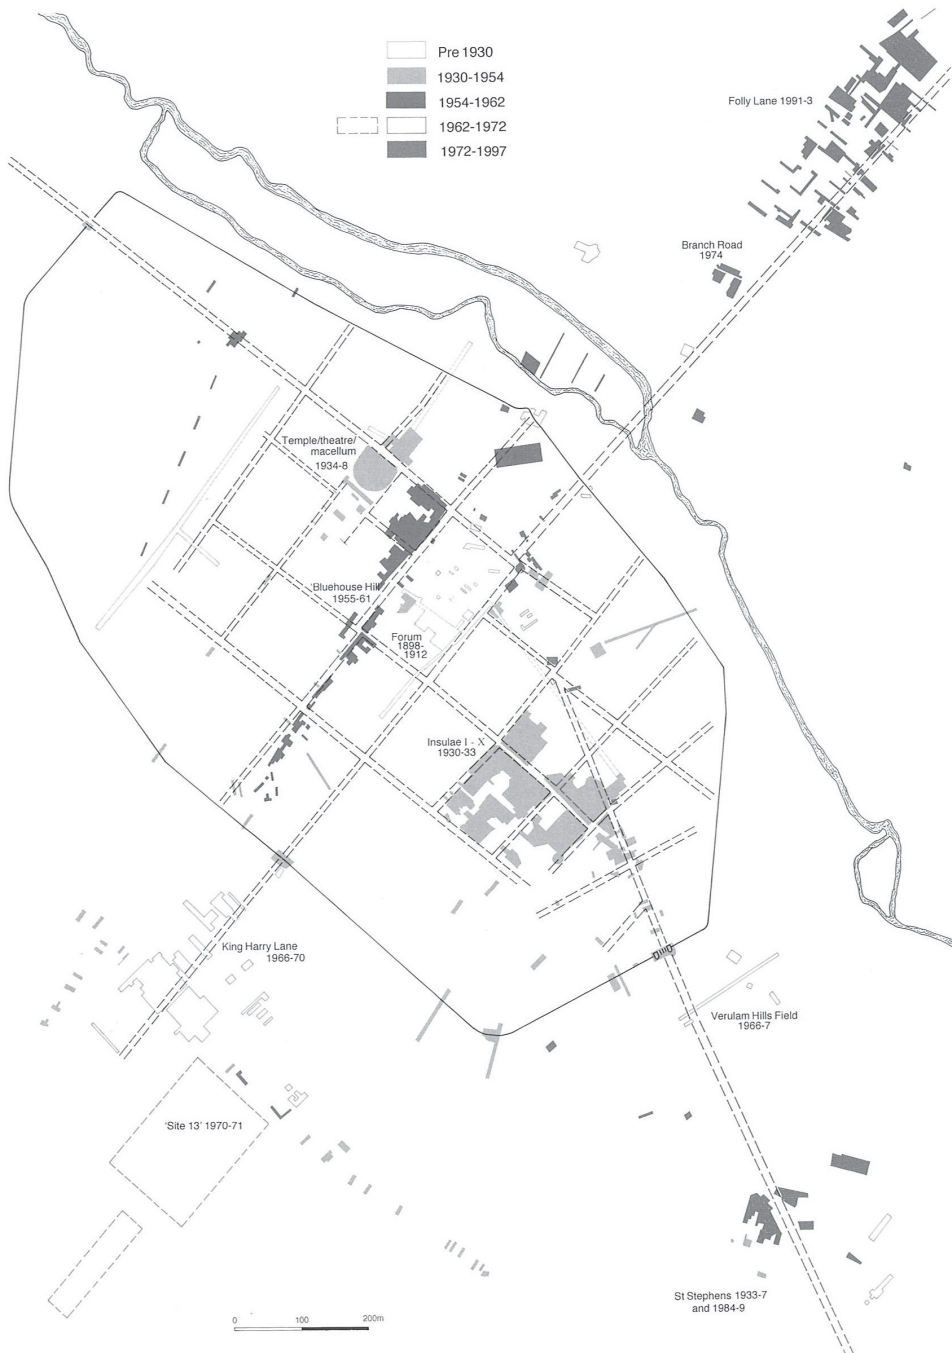 Pre 1930
1930-1954
1954-1962
1962-1972
1972-1997
Folly Lane 1991-3
Branch Road
1974
Temple/theatre/
macellum
1934-8
'Bluehouse Hill'
1955-61
Forum
1898-
1912
Insulae I - X
1930-33
King Harry Lane
1966-70
Verulam Hills Field
1966-7
'Site 13' 1970-71
St Stephens 1933-7
and 1984-9
0 100 200m